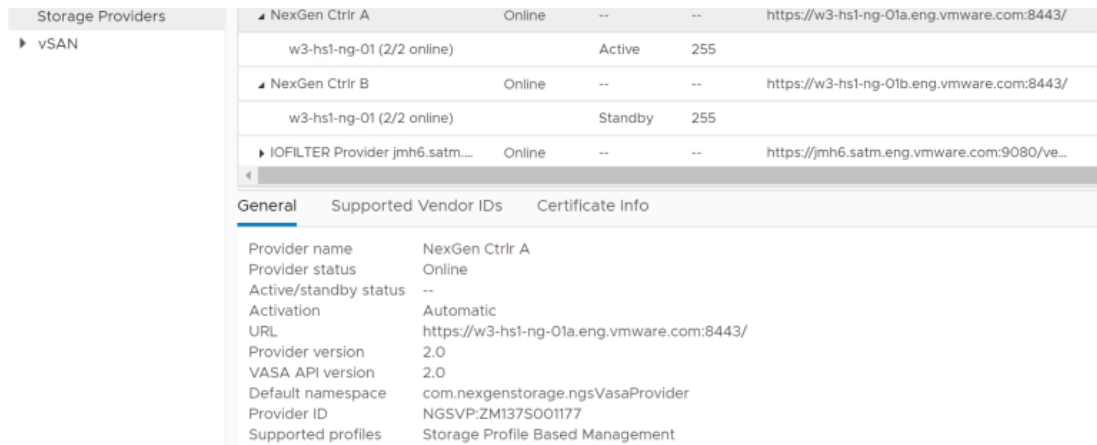 Storage Providers
NexGen Ctrlr A Online -- -- https://w3-hs1-ng-01a.eng.vmware.com:8443/
vSAN
w3-hs1-ng-01 (2/2 online) Active 255
NexGen Ctrlr B Online -- -- https://w3-hs1-ng-01b.eng.vmware.com:8443/
w3-hs1-ng-01 (2/2 online) Standby 255
IOFILTER Provider jmh6.satm.... Online -- -- https://jmh6.satm.eng.vmware.com:9080/ve...
General Supported Vendor IDs Certificate Info
Provider name NexGen Ctrlr A
Provider status Online
Active/standby status --
Activation Automatic
URL https://w3-hs1-ng-01a.eng.vmware.com:8443/
Provider version 2.0
VASA API version 2.0
Default namespace com.nexgenstorage.ngsVasaProvider
Provider ID NGSVP:ZM137S001177
Supported profiles Storage Profile Based Management